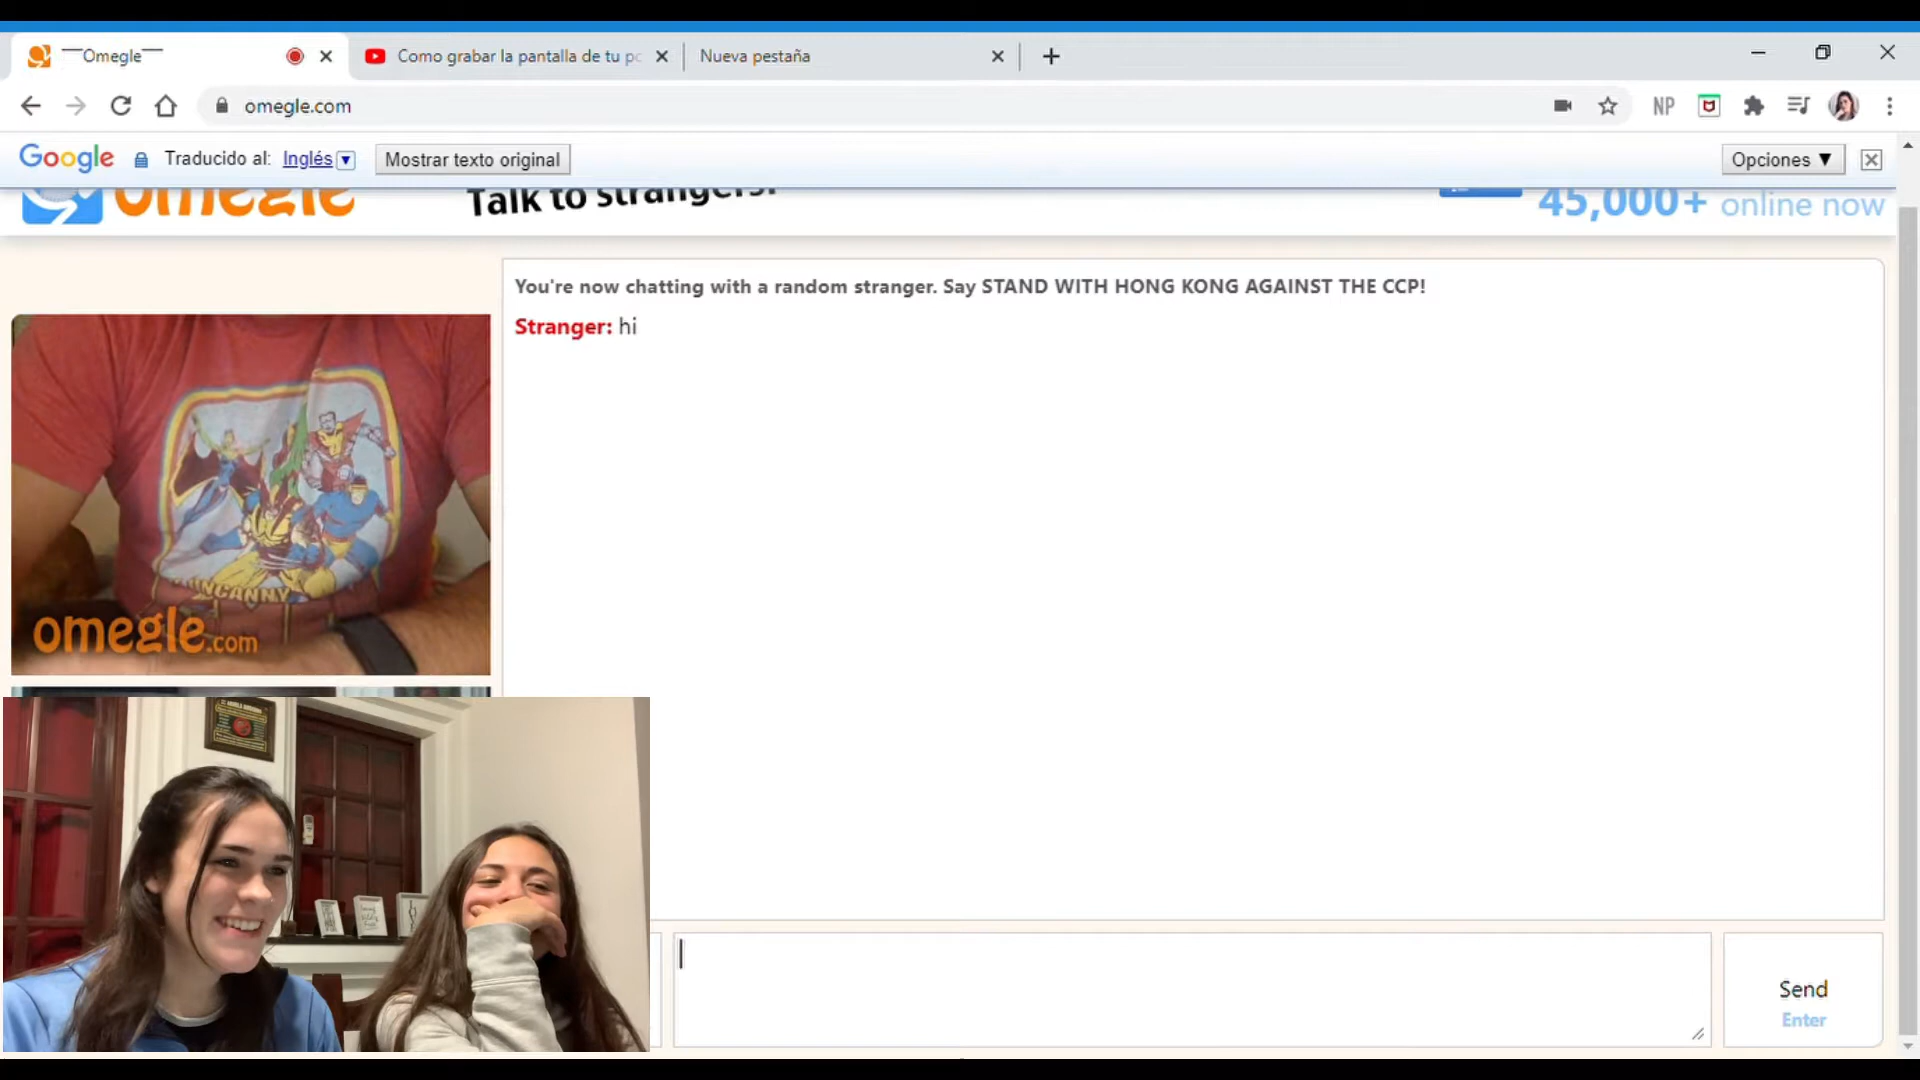 Omegle
Como grabar la pantalla de tu pc
Nueva pestaña
omegle.com
NP
Google
Traducido al: Inglés
Mostrar texto original
Opciones ▼
omegle
Talk to strangers!
45,000+ online now
You're now chatting with a random stranger. Say STAND WITH HONG KONG AGAINST THE CCP!
Stranger: hi
UNCANNY
omegle.com
Send
Enter